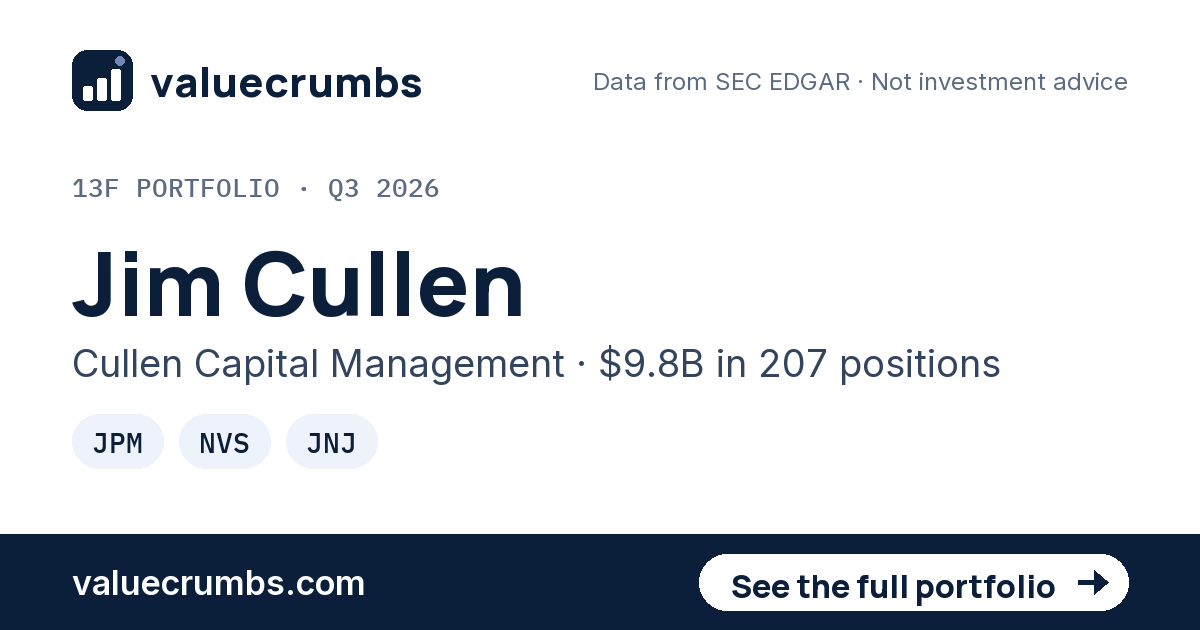 valuecrumbs
Data from SEC EDGAR · Not investment advice
13F PORTFOLIO · Q3 2026
Jim Cullen
Cullen Capital Management · $9.8B in 207 positions
JPM NVS JNJ
valuecrumbs.com
See the full portfolio →